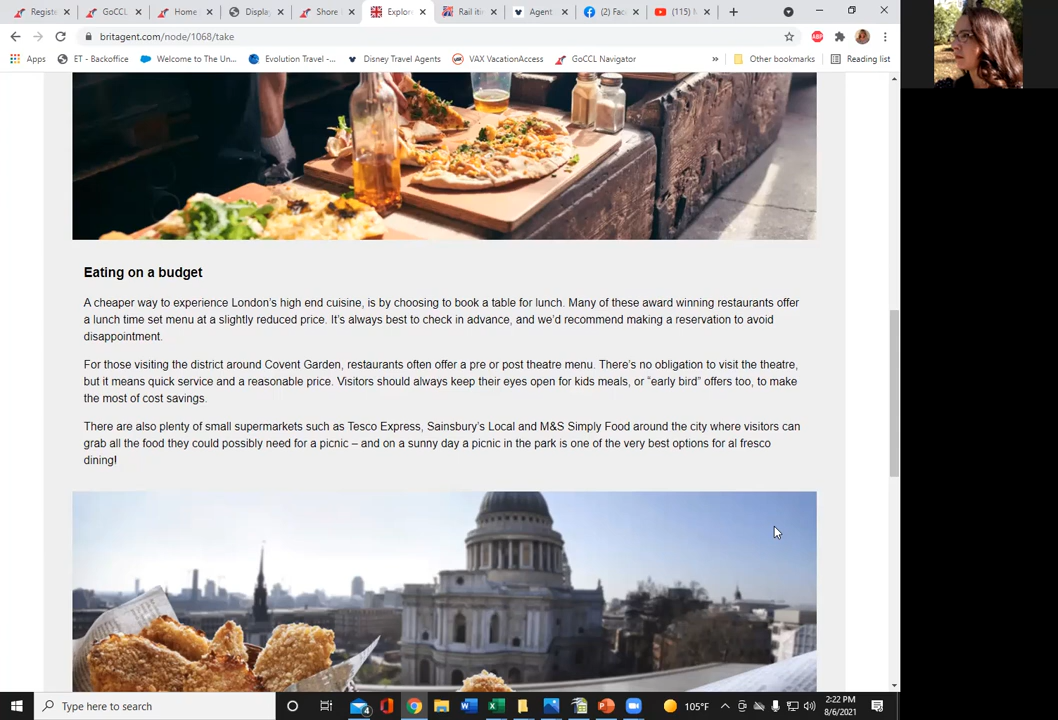 Registe
GoCCL
Home
Display
Shore
Explor
Rail iti
Agent
(2) Fac
(115) M
britagent.com/node/1068/take
ABP
Apps
ET - Backoffice
Welcome to The Un...
Evolution Travel -...
Disney Travel Agents
VAX VacationAccess
GoCCL Navigator
»
Other bookmarks
Reading list
Eating on a budget
A cheaper way to experience London's high end cuisine, is by choosing to book a table for lunch. Many of these award winning restaurants offer
a lunch time set menu at a slightly reduced price. It's always best to check in advance, and we'd recommend making a reservation to avoid
disappointment.
For those visiting the district around Covent Garden, restaurants often offer a pre or post theatre menu. There's no obligation to visit the theatre,
but it means quick service and a reasonable price. Visitors should always keep their eyes open for kids meals, or “early bird” offers too, to make
the most of cost savings.
There are also plenty of small supermarkets such as Tesco Express, Sainsbury's Local and M&S Simply Food around the city where visitors can
grab all the food they could possibly need for a picnic – and on a sunny day a picnic in the park is one of the very best options for al fresco
dining!
Type here to search
4
105°F
2:22 PM
8/6/2021